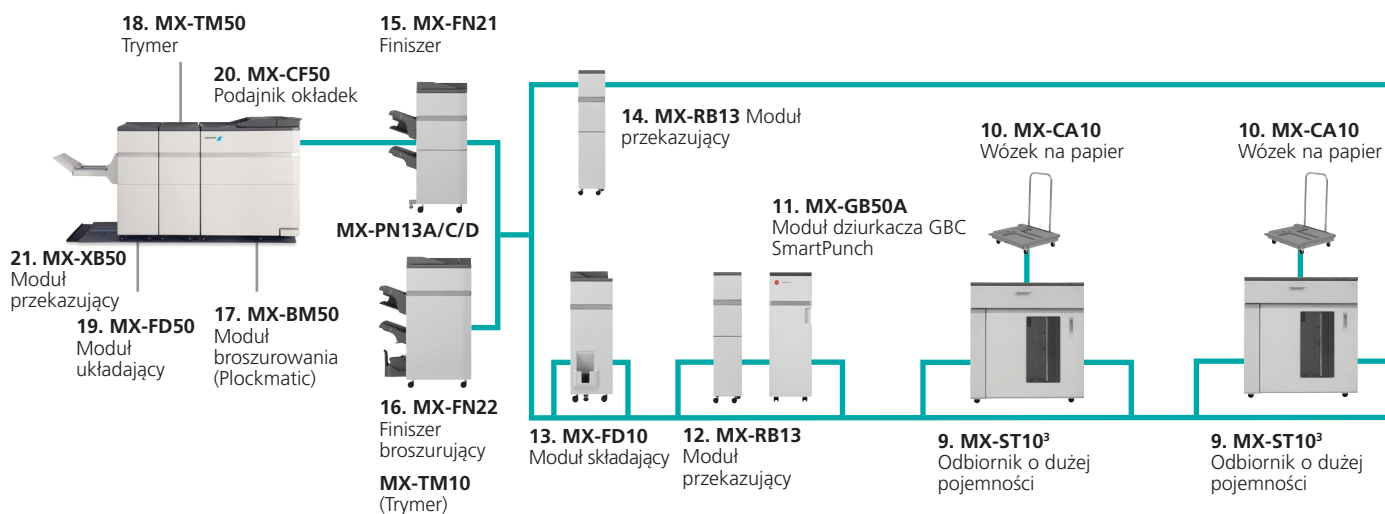 18. MX-TM50
Trymer
15. MX-FN21
Finiszer
20. MX-CF50
Podajnik okładek
14. MX-RB13 Moduł
przekazujący
10. MX-CA10
Wózek na papier
10. MX-CA10
Wózek na papier
11. MX-GB50A
Moduł dziurkacza GBC
SmartPunch
MX-PN13A/C/D
21. MX-XB50
Moduł
przekazujący
19. MX-FD50
Moduł
układający
17. MX-BM50
Moduł
broszurowania
(Plockmatic)
16. MX-FN22
Finiszer
broszurujący
MX-TM10
(Trymer)
13. MX-FD10
Moduł składający
12. MX-RB13
Moduł
przekazujący
9. MX-ST10³
Odbiornik o dużej
pojemności
9. MX-ST10³
Odbiornik o dużej
pojemności